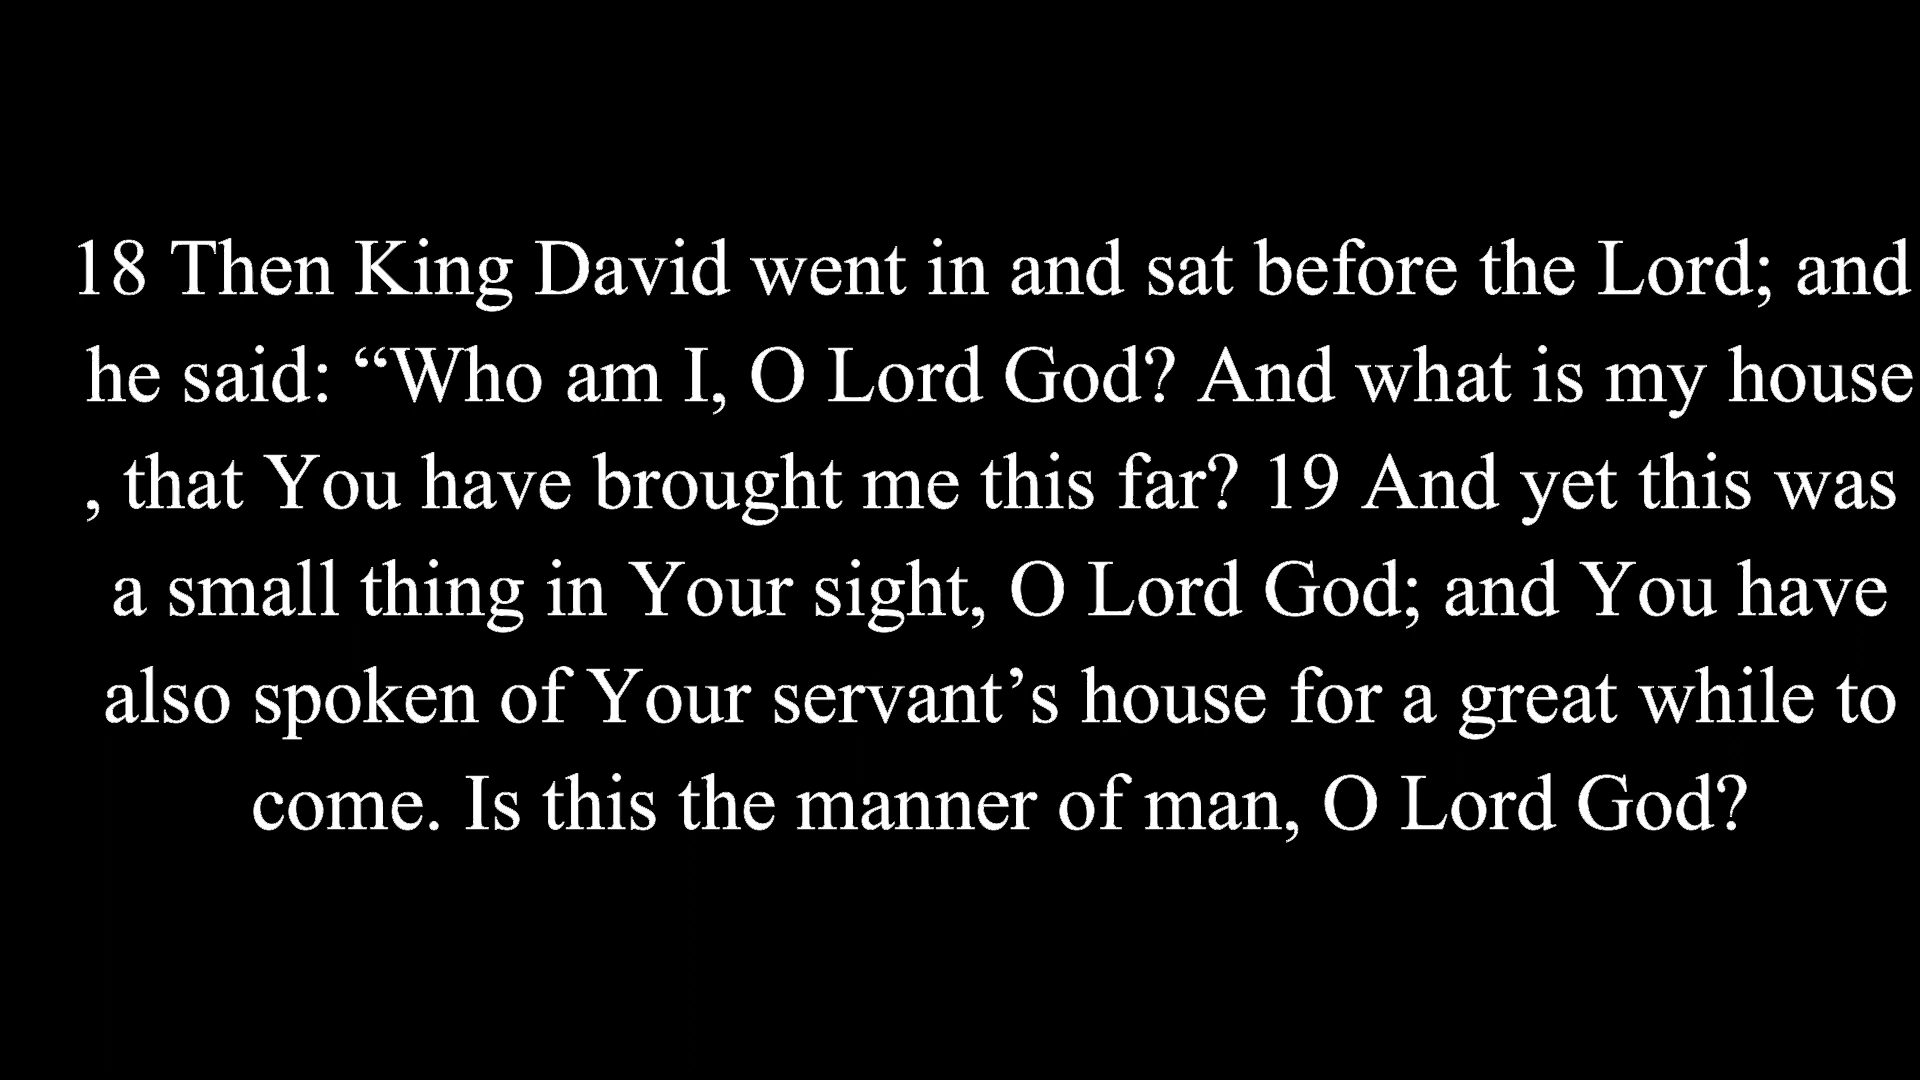 18 Then King David went in and sat before the Lord; and
he said: “Who am I, O Lord God? And what is my house
, that You have brought me this far? 19 And yet this was
a small thing in Your sight, O Lord God; and You have
also spoken of Your servant’s house for a great while to
come. Is this the manner of man, O Lord God?